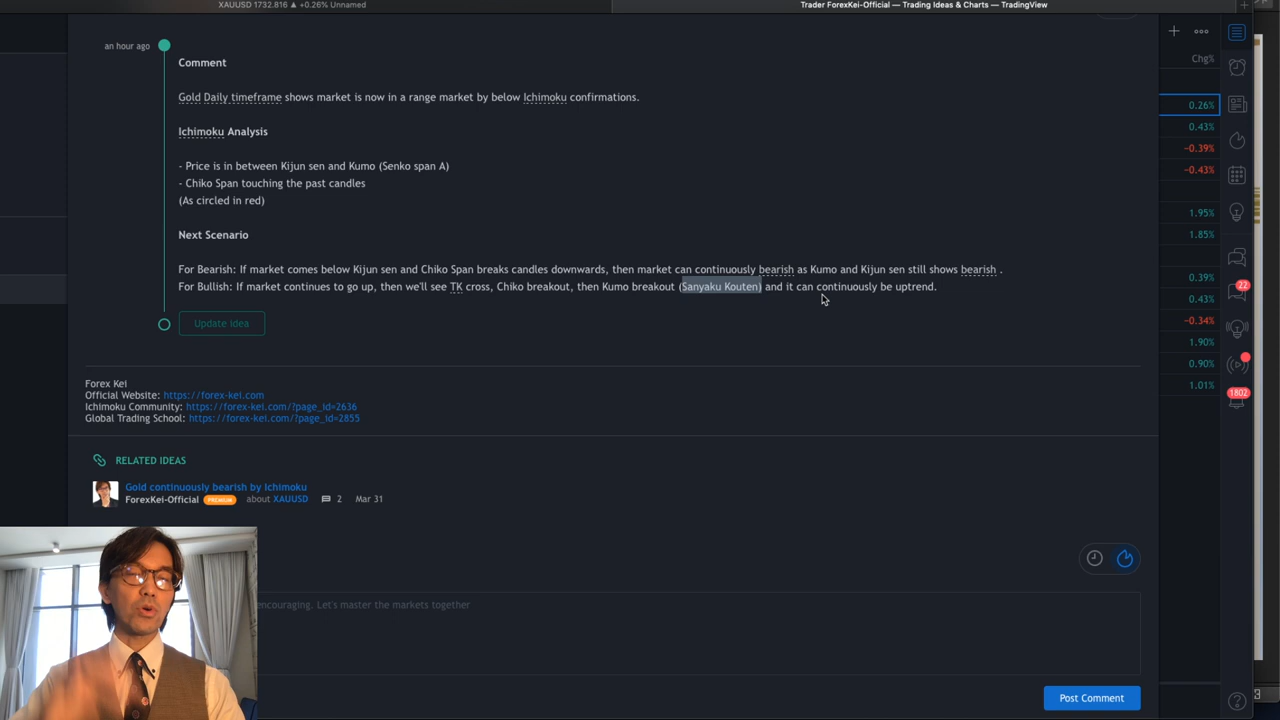 XAUUSD 1732.816 ▲ +0.26% Unnamed
Trader ForexKei-Official — Trading Ideas & Charts — TradingView
Chg%
an hour ago
Comment
Gold Daily timeframe shows market is now in a range market by below Ichimoku confirmations.
Ichimoku Analysis
- Price is in between Kijun sen and Kumo (Senko span A)
- Chiko Span touching the past candles
(As circled in red)
Next Scenario
For Bearish: If market comes below Kijun sen and Chiko Span breaks candles downwards, then market can continuously bearish as Kumo and Kijun sen still shows bearish .
For Bullish: If market continues to go up, then we'll see TK cross, Chiko breakout, then Kumo breakout (Sanyaku Kouten) and it can continuously be uptrend.
Update Idea
Forex Kei
Official Website: https://forex-kei.com
Ichimoku Community: https://forex-kei.com/?page_id=2636
Global Trading School: https://forex-kei.com/?page_id=2855
RELATED IDEAS
Gold continuously bearish by Ichimoku
ForexKei-Official PREMIUM about XAUUSD 2 Mar 31
encouraging. Let's master the markets together
Post Comment
0.26%
0.43%
−0.39%
−0.43%
1.95%
1.85%
0.39%
0.43%
−0.34%
1.90%
0.90%
1.01%
22
1802